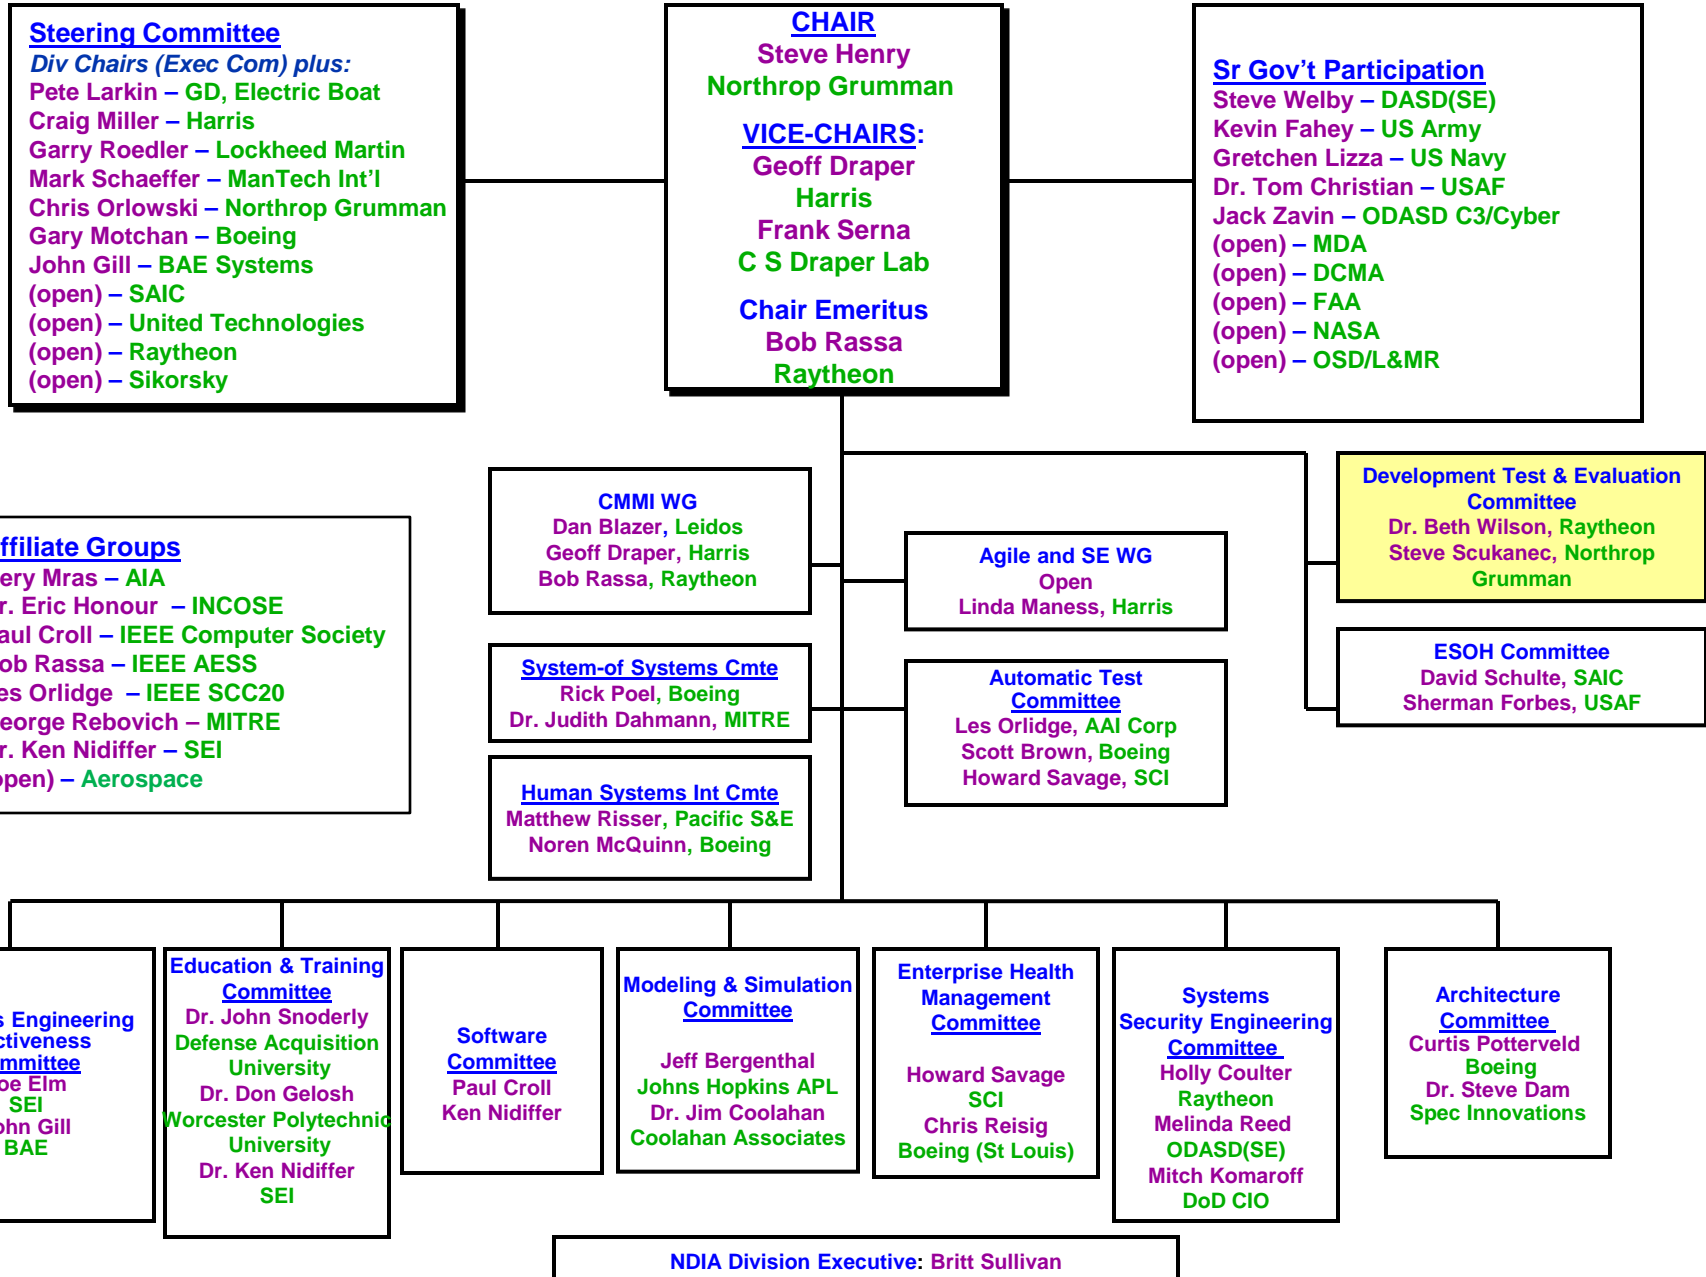 Steering Committee
Div Chairs (Exec Com) plus:
Pete Larkin – GD, Electric Boat
Craig Miller – Harris
Garry Roedler – Lockheed Martin
Mark Schaeffer – ManTech Int'l
Chris Orlowski – Northrop Grumman
Gary Motchan – Boeing
John Gill – BAE Systems
(open) – SAIC
(open) – United Technologies
(open) – Raytheon
(open) – Sikorsky
CHAIR
Steve Henry
Northrop Grumman
VICE-CHAIRS:
Geoff Draper
Harris
Frank Serna
C S Draper Lab
Chair Emeritus
Bob Rassa
Raytheon
Sr Gov't Participation
Steve Welby – DASD(SE)
Kevin Fahey – US Army
Gretchen Lizza – US Navy
Dr. Tom Christian – USAF
Jack Zavin – ODASD C3/Cyber
(open) – MDA
(open) – DCMA
(open) – FAA
(open) – NASA
(open) – OSD/L&MR
ffiliate Groups
ery Mras – AIA
r. Eric Honour – INCOSE
aul Croll – IEEE Computer Society
ob Rassa – IEEE AESS
es Orlidge – IEEE SCC20
eorge Rebovich – MITRE
r. Ken Nidiffer – SEI
open) – Aerospace
CMMI WG
Dan Blazer, Leidos
Geoff Draper, Harris
Bob Rassa, Raytheon
System-of Systems Cmte
Rick Poel, Boeing
Dr. Judith Dahmann, MITRE
Human Systems Int Cmte
Matthew Risser, Pacific S&E
Noren McQuinn, Boeing
Agile and SE WG
Open
Linda Maness, Harris
Automatic Test
Committee
Les Orlidge, AAI Corp
Scott Brown, Boeing
Howard Savage, SCI
Development Test & Evaluation
Committee
Dr. Beth Wilson, Raytheon
Steve Scukanec, Northrop
Grumman
ESOH Committee
David Schulte, SAIC
Sherman Forbes, USAF
s Engineering
ctiveness
mmittee
oe Elm
SEI
ohn Gill
BAE
Education & Training
Committee
Dr. John Snoderly
Defense Acquisition
University
Dr. Don Gelosh
Worcester Polytechnic
University
Dr. Ken Nidiffer
SEI
Software
Committee
Paul Croll
Ken Nidiffer
Modeling & Simulation
Committee
Jeff Bergenthal
Johns Hopkins APL
Dr. Jim Coolahan
Coolahan Associates
Enterprise Health
Management
Committee
Howard Savage
SCI
Chris Reisig
Boeing (St Louis)
Systems
Security Engineering
Committee
Holly Coulter
Raytheon
Melinda Reed
ODASD(SE)
Mitch Komaroff
DoD CIO
Architecture
Committee
Curtis Potterveld
Boeing
Dr. Steve Dam
Spec Innovations
NDIA Division Executive: Britt Sullivan